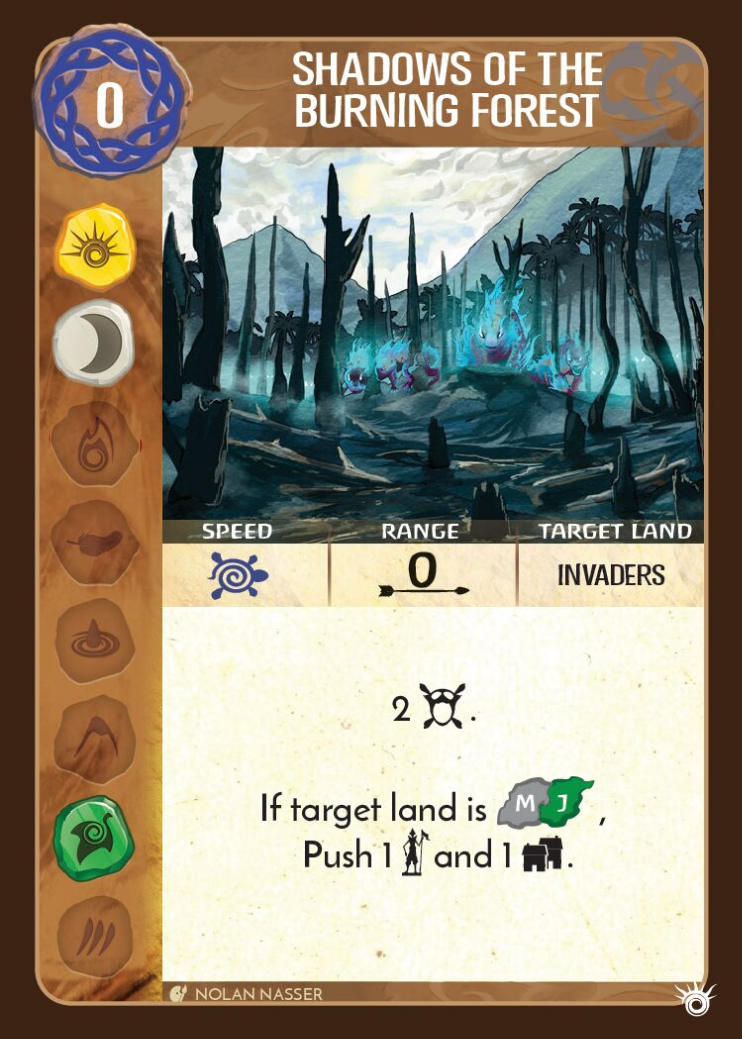 0
SHADOWS OF THE
BURNING FOREST
SPEED RANGE TARGET LAND
0 INVADERS
2 .
If target land is M J ,
Push 1 and 1 .
NOLAN NASSER